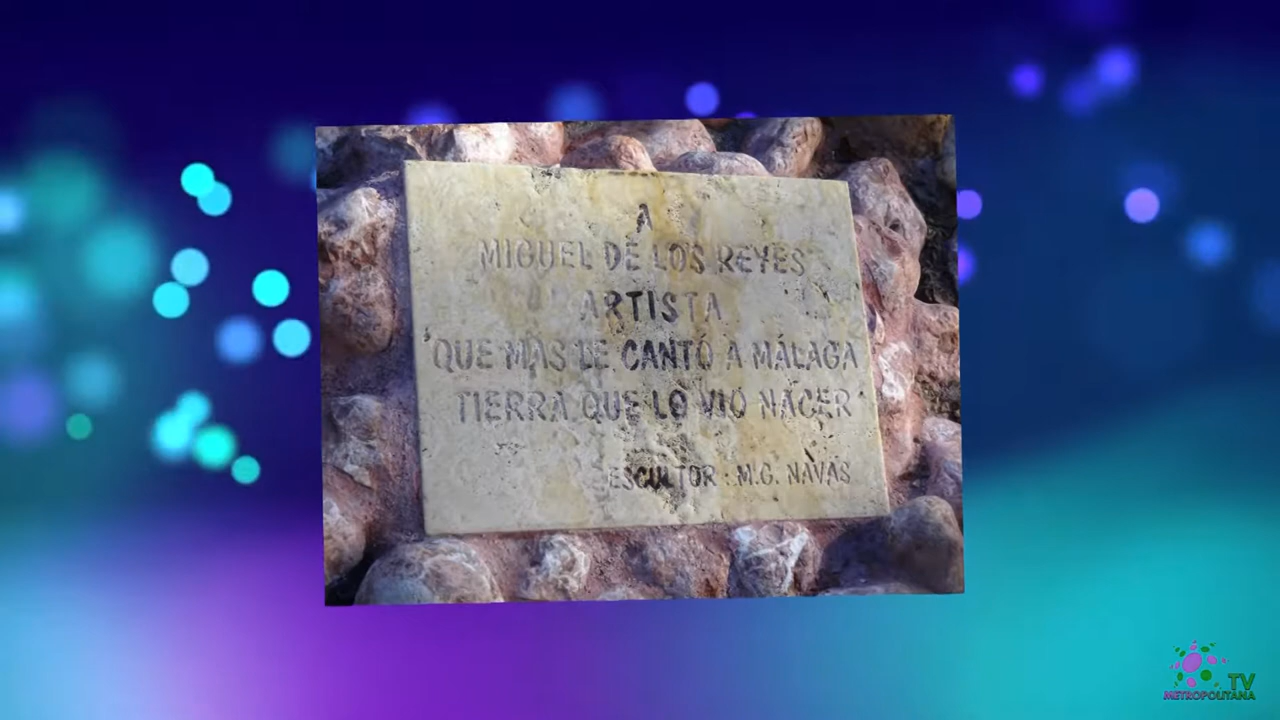 A
MIGUEL DE LOS REYES
ARTISTA
QUE MAS LE CANTÓ A MÁLAGA
TIERRA QUE LO VIO NACER
ESCULTOR : M.G. NAVAS
TV
METROPOLITANA